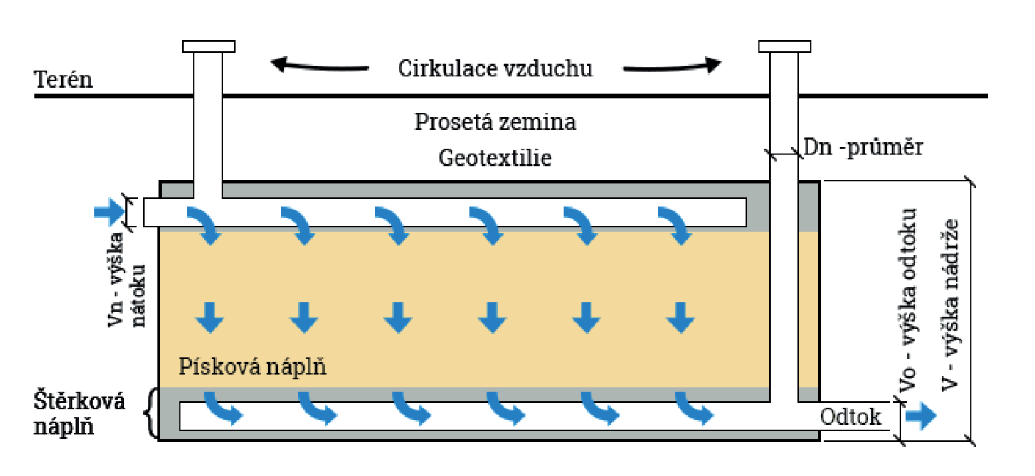 Cirkulace vzduchu
Terén
Prosetá zemina
Geotextilie
Dn -průměr
Vn - výška
nátoku
Vo - výška odtoku
V - výška nádrže
Písková náplň
Štěrková
náplň
Odtok